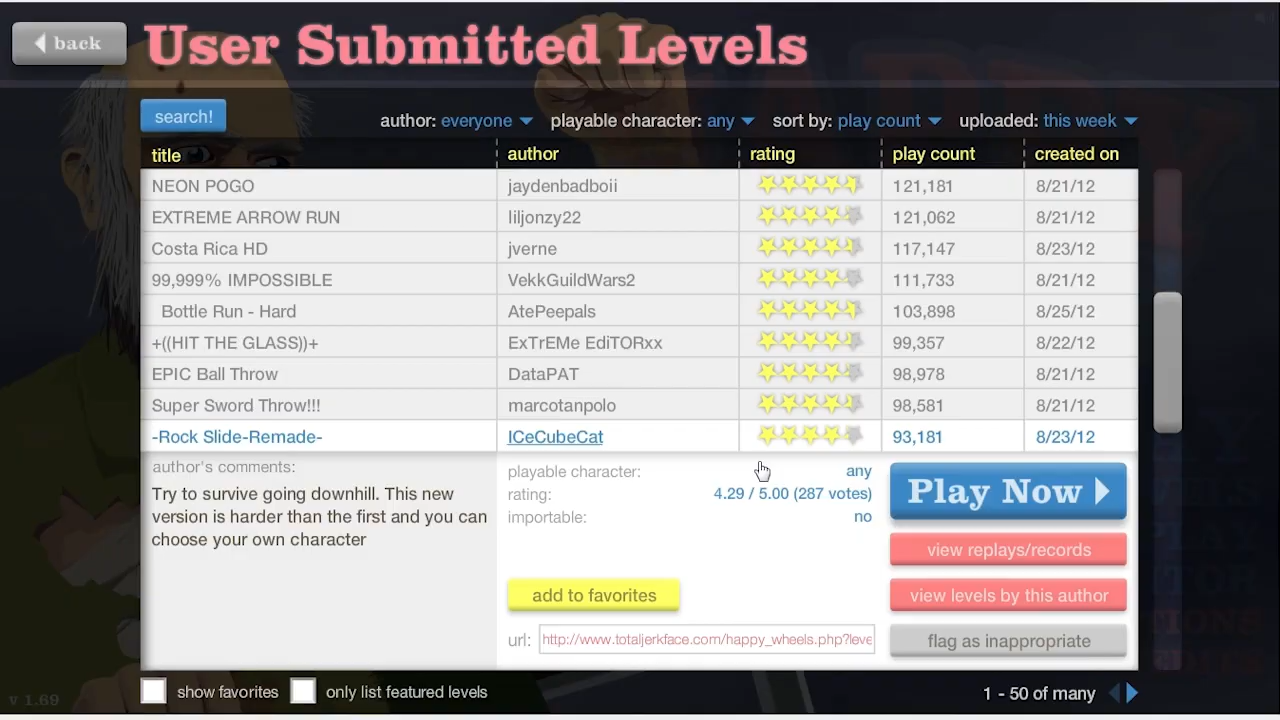 back
User Submitted Levels
search!
author: everyone playable character: any sort by: play count uploaded: this week
title author rating play count created on
NEON POGO jaydenbadboii 121,181 8/21/12
EXTREME ARROW RUN liljonzy22 121,062 8/21/12
Costa Rica HD jverne 117,147 8/23/12
99,999% IMPOSSIBLE VekkGuildWars2 111,733 8/21/12
Bottle Run - Hard AtePeepals 103,898 8/25/12
+((HIT THE GLASS))+ ExTrEMe EdiTORxx 99,357 8/22/12
EPIC Ball Throw DataPAT 98,978 8/21/12
Super Sword Throw!!! marcotanpolo 98,581 8/21/12
-Rock Slide-Remade- ICeCubeCat 93,181 8/23/12
author's comments:
Try to survive going downhill. This new
version is harder than the first and you can
choose your own character
playable character: any
rating: 4.29 / 5.00 (287 votes)
importable: no
add to favorites
url: http://www.totaljerkface.com/happy_wheels.php?leve
Play Now
view replays/records
view levels by this author
flag as inappropriate
show favorites only list featured levels
1 - 50 of many
v 1.69